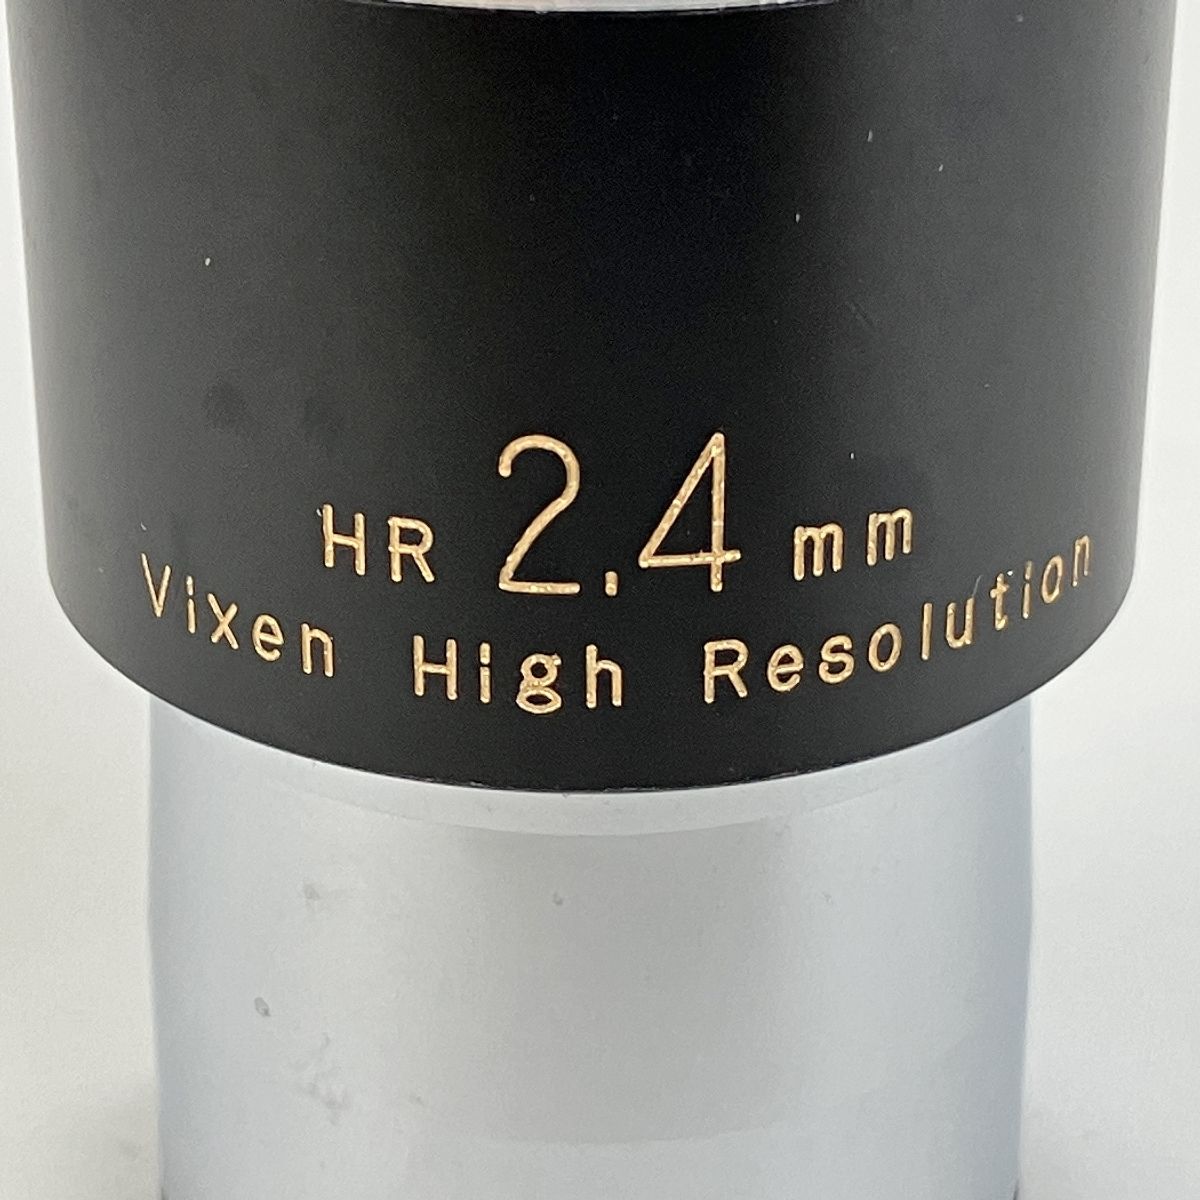 HR 2.4 mm
Vixen High Resolution